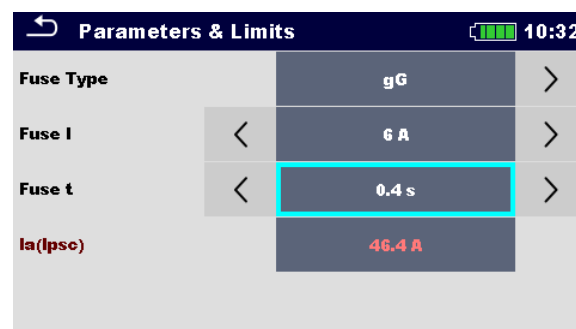 Parameters & Limits 10:32
Fuse Type gG
Fuse I 6 A
Fuse t 0.4 s
Ia(Ipsc) 46.4 A